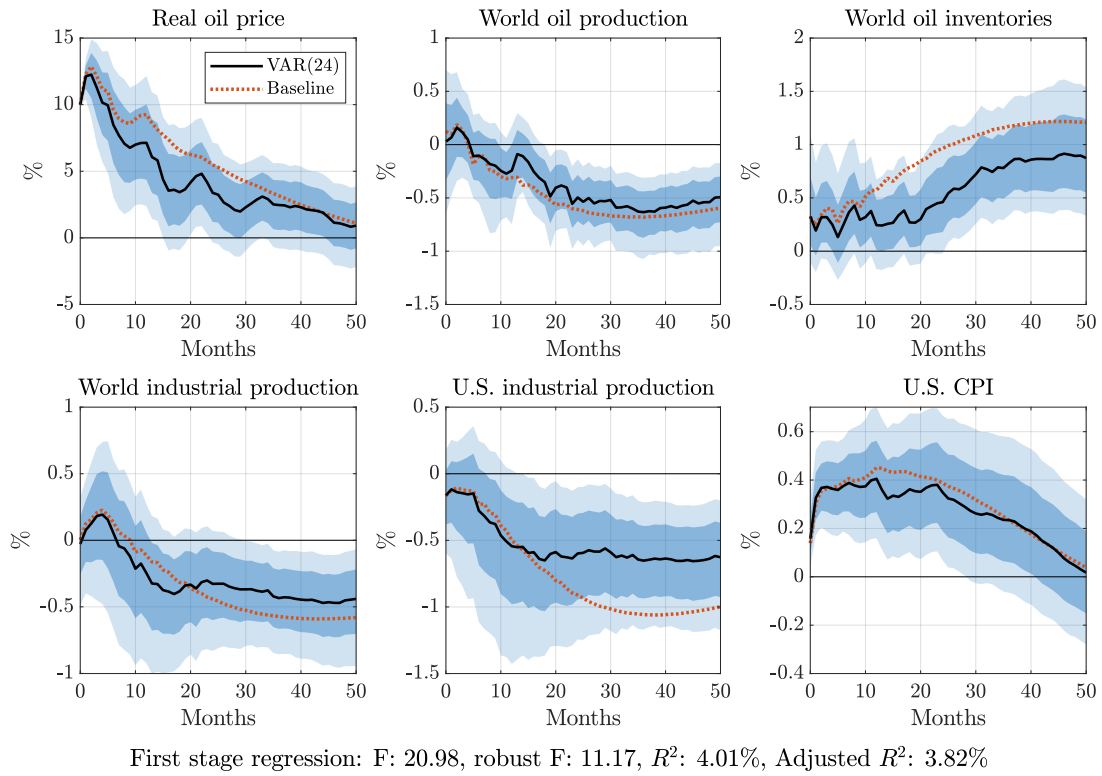 Real oil price
World oil production
World oil inventories
15
10
5
0
-5
%
0 10 20 30 40 50
Months
VAR(24)
Baseline
1
0.5
0
-0.5
-1
-1.5
%
0 10 20 30 40 50
Months
2
1.5
1
0.5
0
-0.5
%
0 10 20 30 40 50
Months
World industrial production
U.S. industrial production
U.S. CPI
1
0.5
0
-0.5
-1
%
0 10 20 30 40 50
Months
0.5
0
-0.5
-1
-1.5
%
0 10 20 30 40 50
Months
0.6
0.4
0.2
0
-0.2
-0.4
%
0 10 20 30 40 50
Months
First stage regression: F: 20.98, robust F: 11.17, R²: 4.01%, Adjusted R²: 3.82%